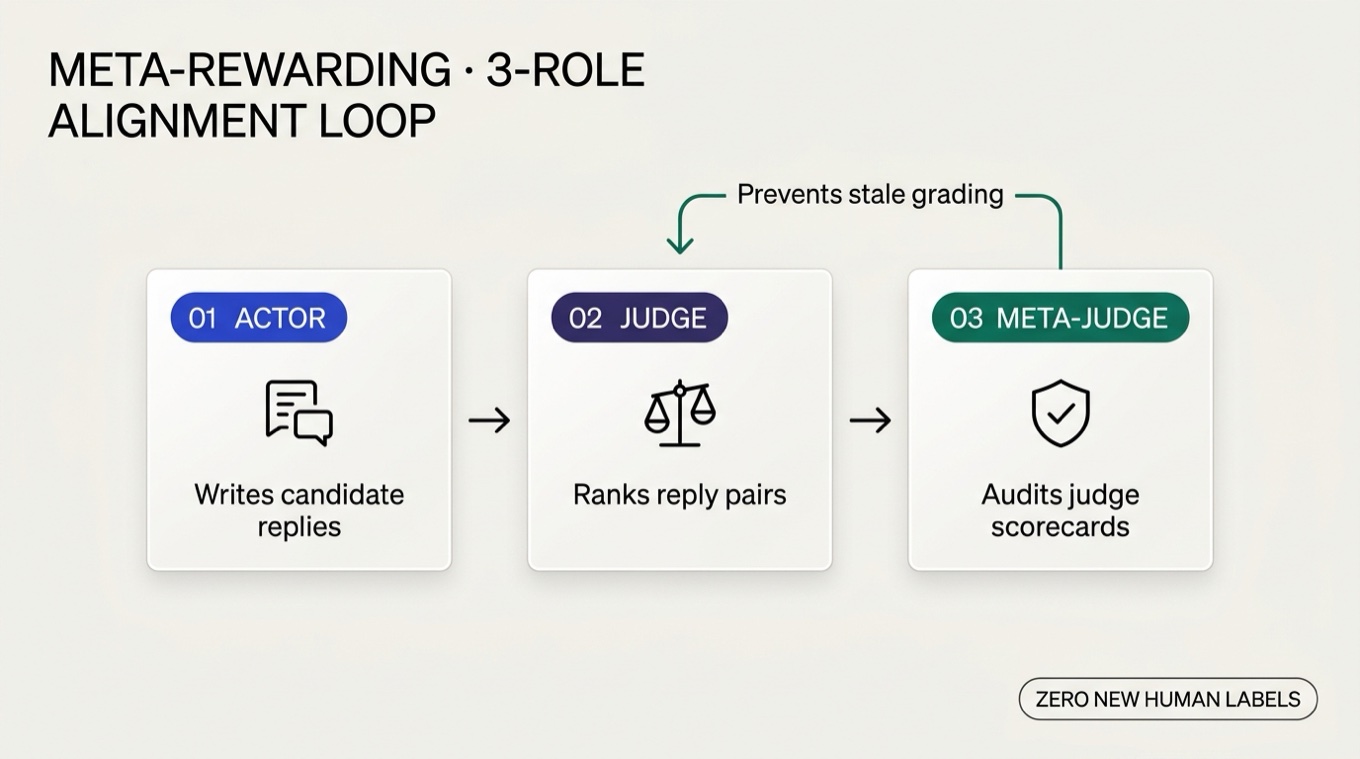 META-REWARDING · 3-ROLE
ALIGNMENT LOOP
Prevents stale grading
01 ACTOR
Writes candidate
replies
02 JUDGE
Ranks reply pairs
03 META-JUDGE
Audits judge
scorecards
ZERO NEW HUMAN LABELS